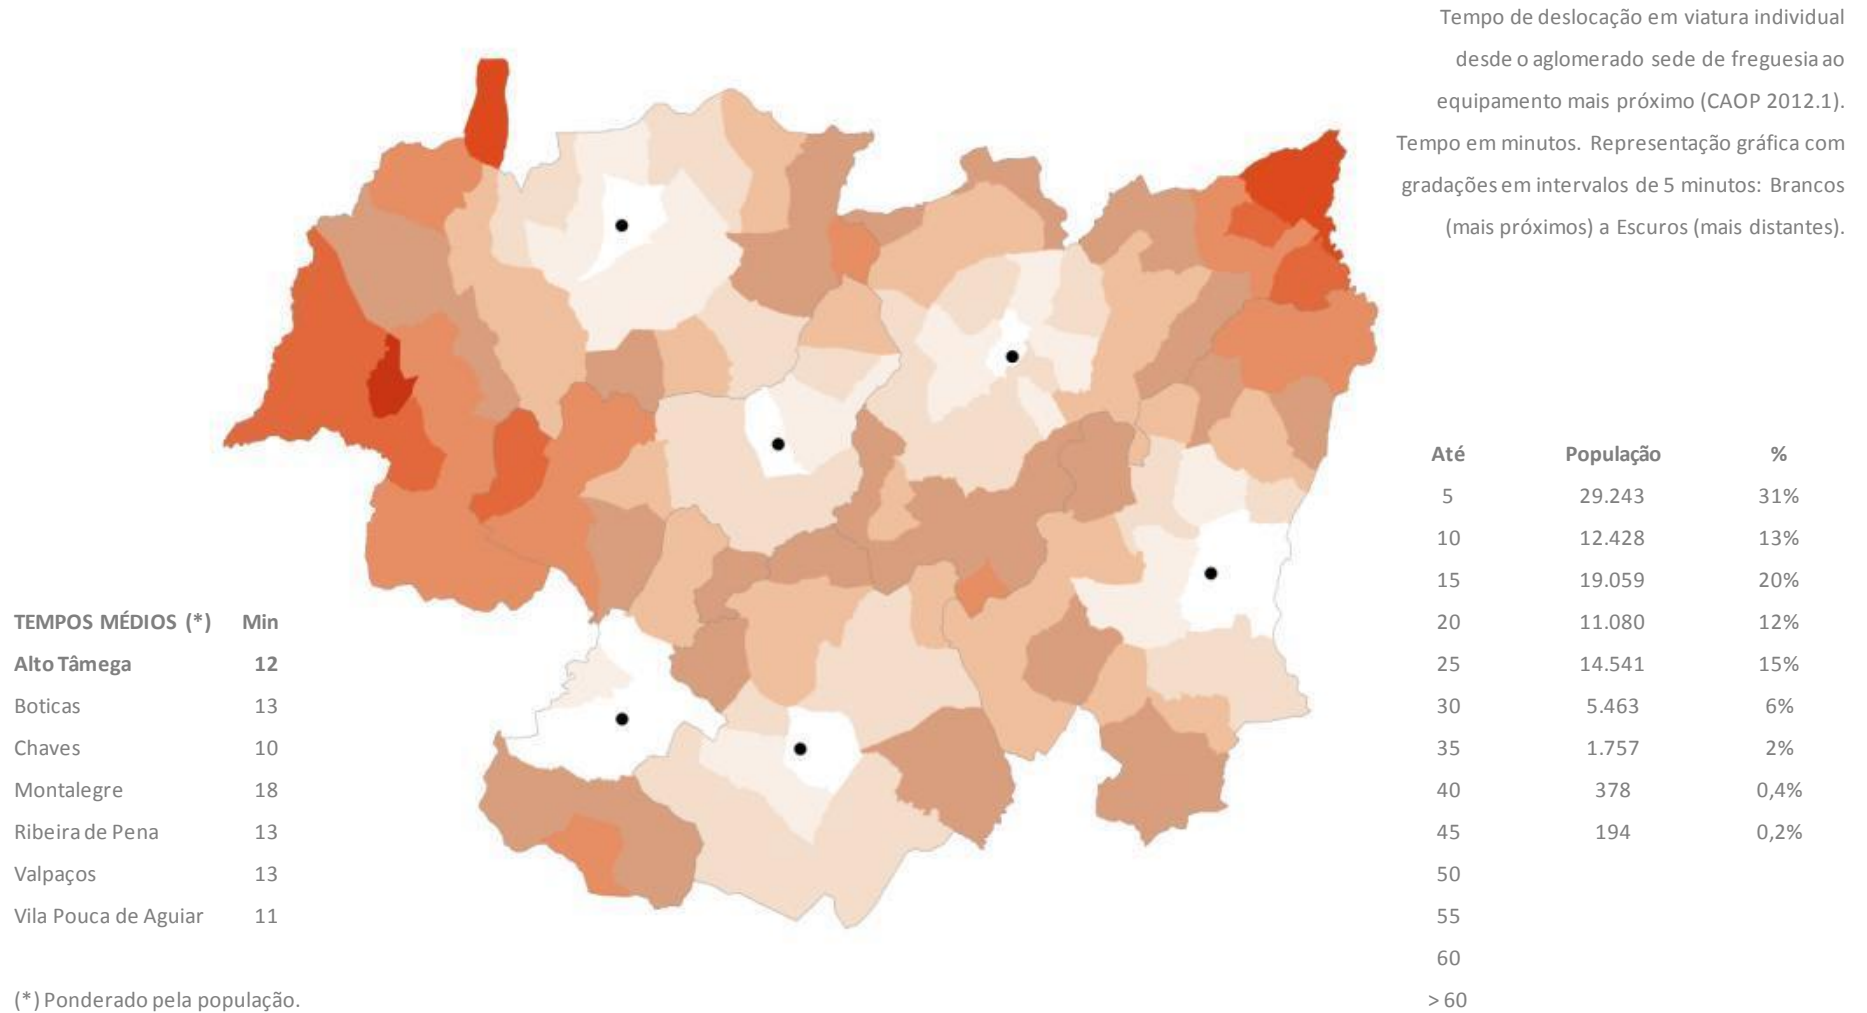 Tempo de deslocação em viatura individual
desde o aglomerado sede de freguesia ao
equipamento mais próximo (CAOP 2012.1).
Tempo em minutos. Representação gráfica com
gradações em intervalos de 5 minutos: Brancos
(mais próximos) a Escuros (mais distantes).
TEMPOS MÉDIOS (*) Min
Alto Tâmega 12
Boticas 13
Chaves 10
Montalegre 18
Ribeira de Pena 13
Valpaços 13
Vila Pouca de Aguiar 11
(*) Ponderado pela população.
Até População %
5 29.243 31%
10 12.428 13%
15 19.059 20%
20 11.080 12%
25 14.541 15%
30 5.463 6%
35 1.757 2%
40 378 0,4%
45 194 0,2%
50
55
60
> 60